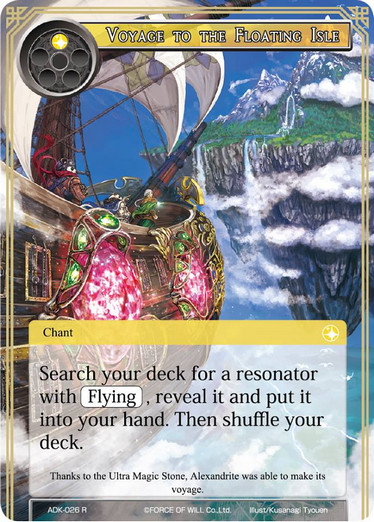 Voyage to the Floating Isle
Chant
Search your deck for a resonator
with Flying , reveal it and put it
into your hand. Then shuffle your
deck.
Thanks to the Ultra Magic Stone, Alexandrite was able to make its
voyage.
ADK-026 R ©FORCE OF WILL Co.,Ltd. Illust/Kusanagi Tyouen